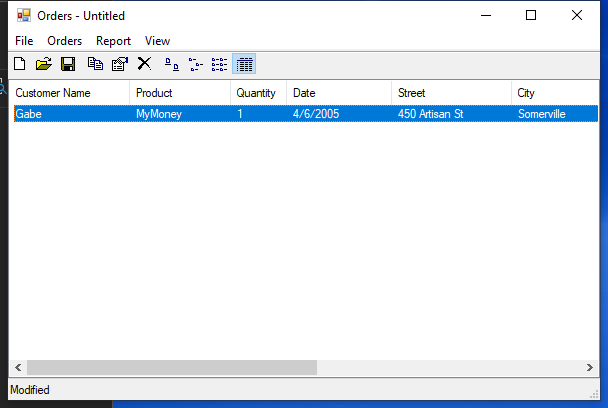 Orders - Untitled
File Orders Report View
Customer Name Product Quantity Date Street City
Gabe MyMoney 1 4/6/2005 450 Artisan St Somerville
Modified